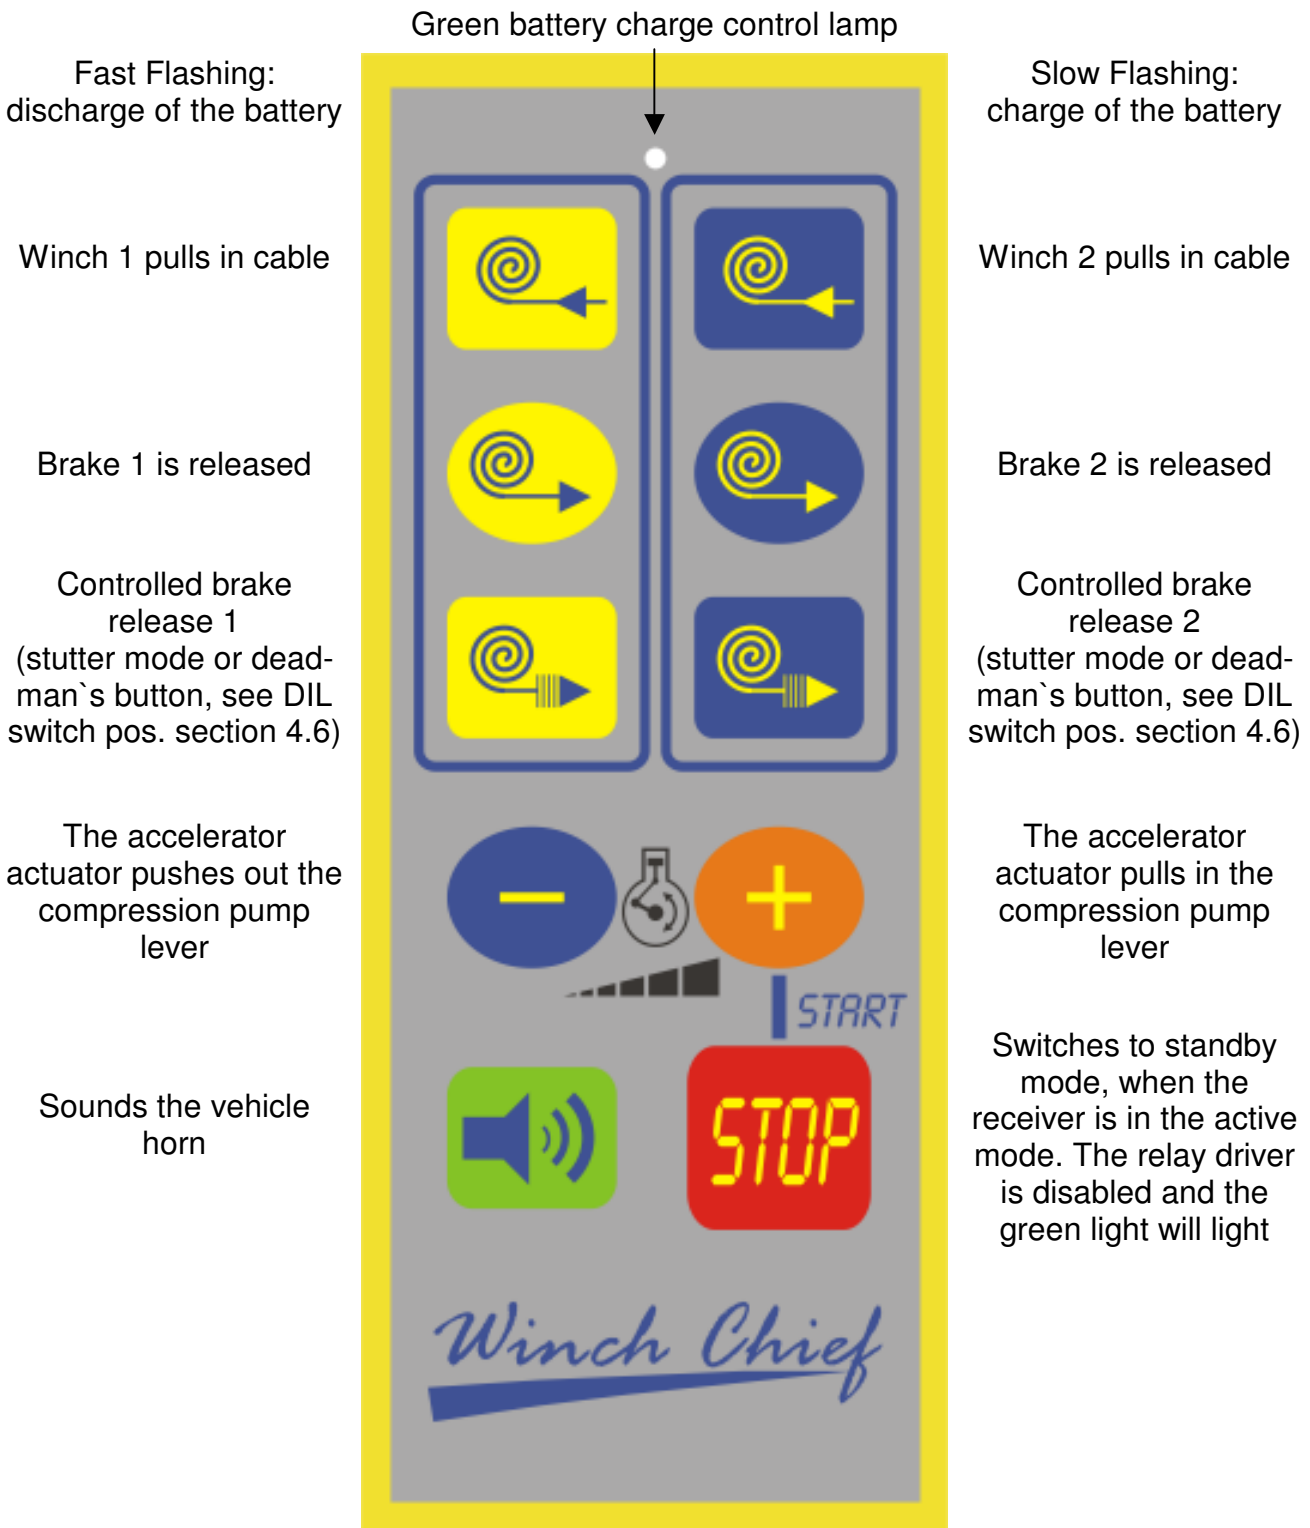 Green battery charge control lamp
Fast Flashing:
discharge of the battery
Slow Flashing:
charge of the battery
Winch 1 pulls in cable
Winch 2 pulls in cable
Brake 1 is released
Brake 2 is released
Controlled brake
release 1
(stutter mode or dead-
man`s button, see DIL
switch pos. section 4.6)
Controlled brake
release 2
(stutter mode or dead-
man`s button, see DIL
switch pos. section 4.6)
The accelerator
actuator pushes out the
compression pump
lever
The accelerator
actuator pulls in the
compression pump
lever
START
Sounds the vehicle
horn
STOP
Switches to standby
mode, when the
receiver is in the active
mode. The relay driver
is disabled and the
green light will light
Winch Chief